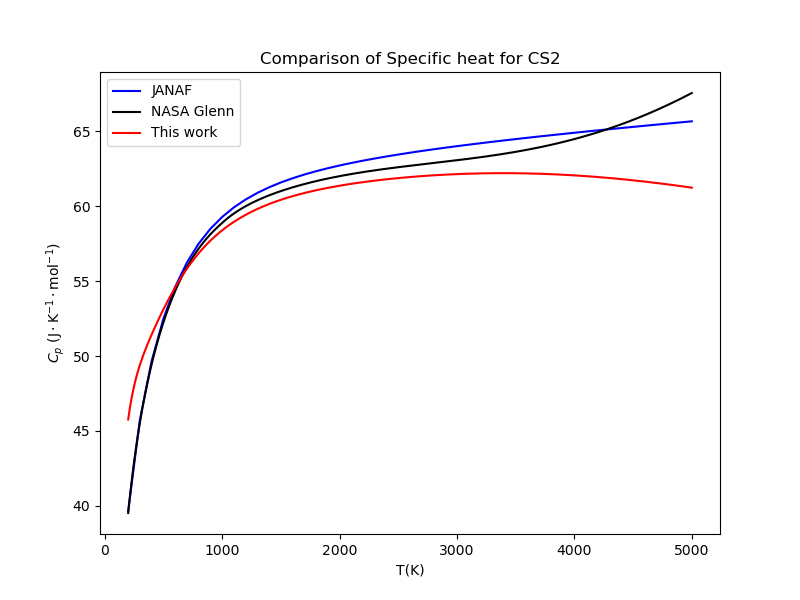 Comparison of Specific heat for CS2
JANAF
NASA Glenn
This work
65
60
55
50
45
40
$C_p$ (J · K$^{-1}$ · mol$^{-1}$)
0 1000 2000 3000 4000 5000
T(K)